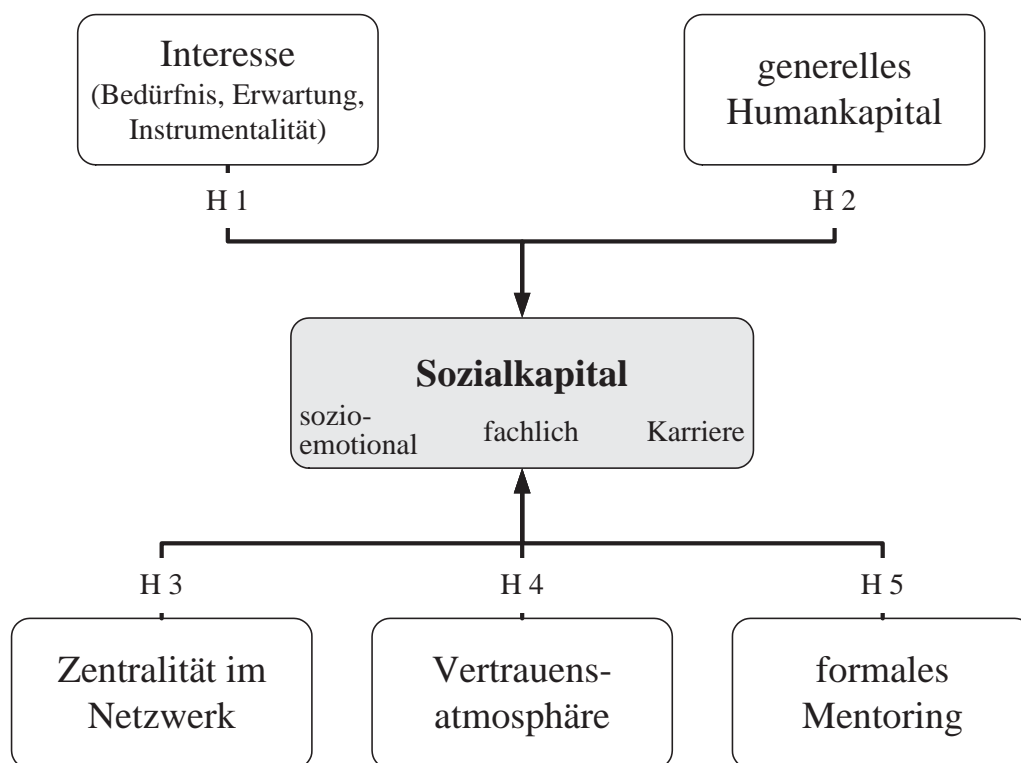 Interesse
(Bedürfnis, Erwartung,
Instrumentalität)
generelles
Humankapital
H 1
H 2
Sozialkapital
sozio-
emotional
fachlich
Karriere
H 3
H 4
H 5
Zentralität im
Netzwerk
Vertrauens-
atmosphäre
formales
Mentoring